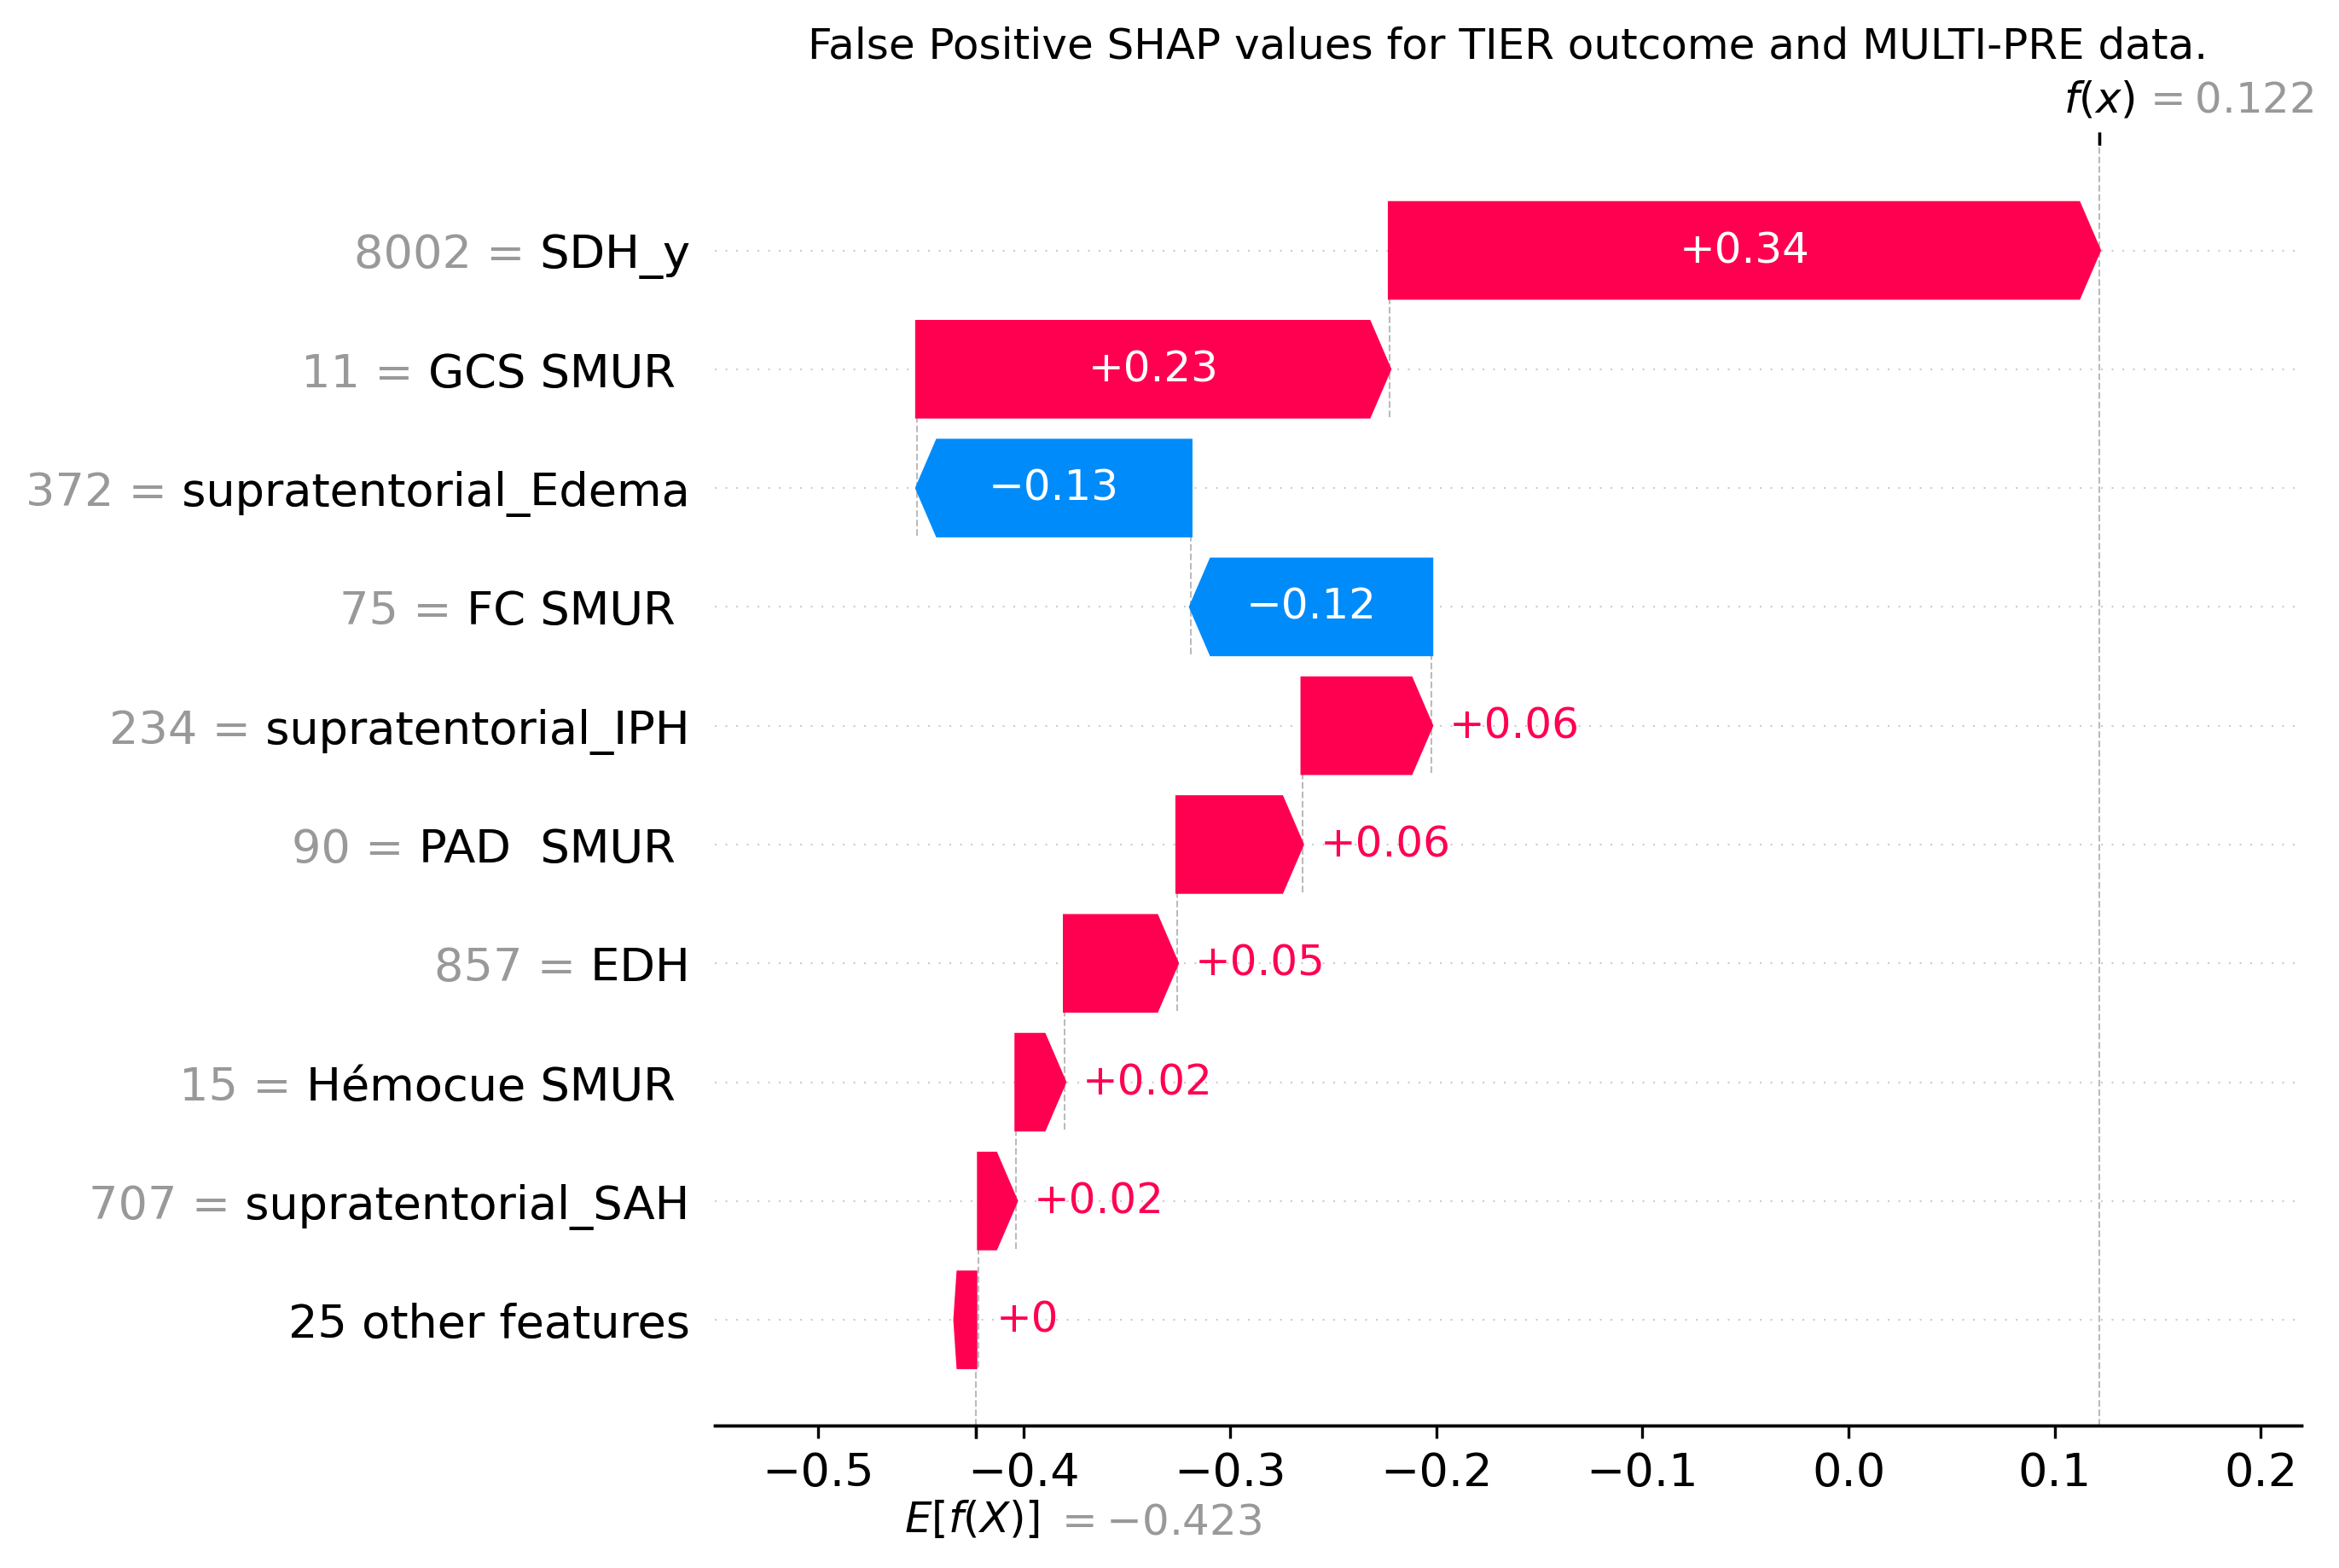 False Positive SHAP values for TIER outcome and MULTI-PRE data.
f(x) = 0.122
8002 = SDH_y +0.34
11 = GCS SMUR +0.23
372 = supratentorial_Edema −0.13
75 = FC SMUR −0.12
234 = supratentorial_IPH +0.06
90 = PAD  SMUR +0.06
857 = EDH +0.05
15 = Hémocue SMUR +0.02
707 = supratentorial_SAH +0.02
25 other features +0
−0.5 −0.4 −0.3 −0.2 −0.1 0.0 0.1 0.2
E[f(X)] = −0.423